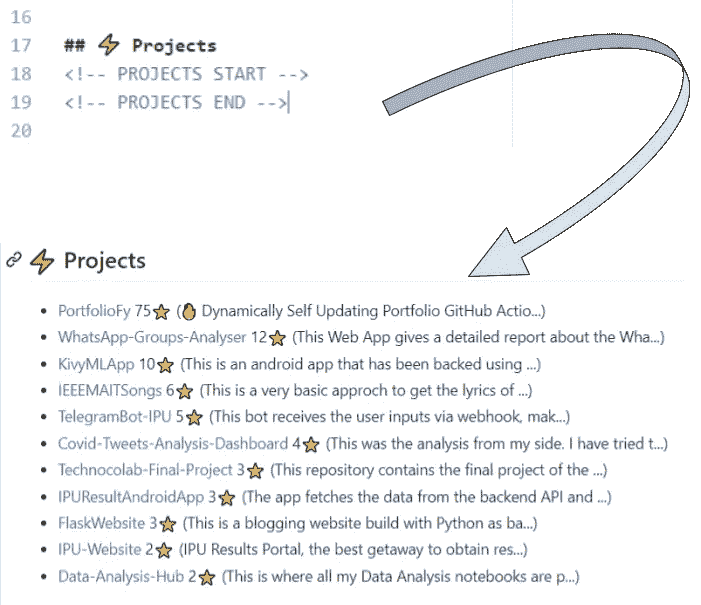 16
17 ## ⚡ Projects
18 <!-- PROJECTS START -->
19 <!-- PROJECTS END -->
20
🔗 ⚡ Projects
• PortfolioFy 75⭐ (🔥 Dynamically Self Updating Portfolio GitHub Actio...)
• WhatsApp-Groups-Analyser 12⭐ (This Web App gives a detailed report about the Wha...)
• KivyMLApp 10⭐ (This is an android app that has been backed using ...)
• IEEEMAITSongs 6⭐ (This is a very basic approch to get the lyrics of ...)
• TelegramBot-IPU 5⭐ (This bot receives the user inputs via webhook, mak...)
• Covid-Tweets-Analysis-Dashboard 4⭐ (This was the analysis from my side. I have tried t...)
• Technocolab-Final-Project 3⭐ (This repository contains the final project of the ...)
• IPUResultAndroidApp 3⭐ (The app fetches the data from the backend API and ...)
• FlaskWebsite 3⭐ (This is a blogging website build with Python as ba...)
• IPU-Website 2⭐ (IPU Results Portal, the best getaway to obtain res...)
• Data-Analysis-Hub 2⭐ (This is where all my Data Analysis notebooks are p...)